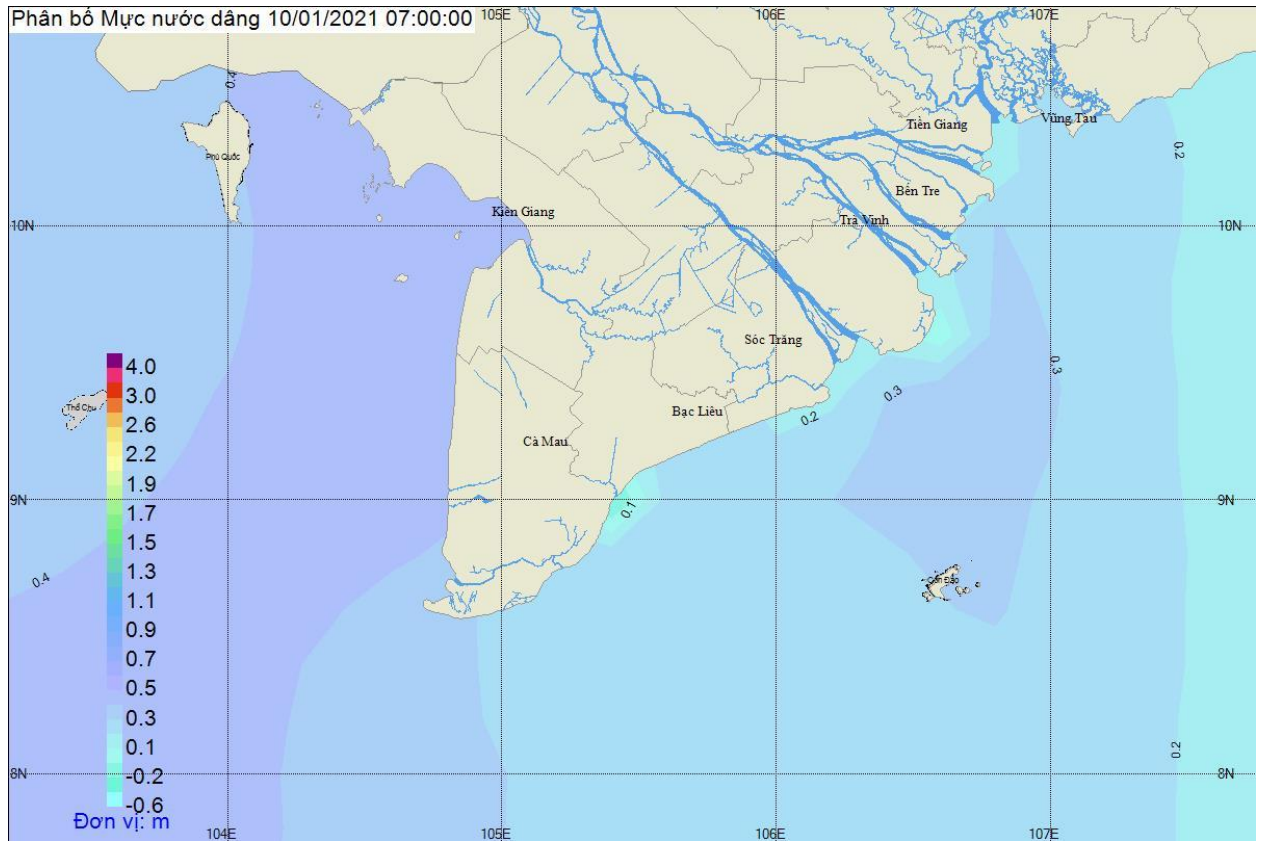 Phân bố Mực nước dâng 10/01/2021 07:00:00
105E
106E
107E
0.4
Vũng Tau
Tiền Giang
0.2
Phú Quốc
Bến Tre
Kiên Giang
Tra Vinh
10N
10N
Sóc Trăng
0.3
4.0
3.0
0.3
Thổ Chu
Bạc Liêu
0.2
2.6
Cà Mau
2.2
1.9
9N
9N
0.1
1.7
1.5
1.3
0.4
Côn Đảo
1.1
0.9
0.7
0.5
0.3
0.1
0.2
8N
-0.2
8N
-0.6
Đơn vị: m
104E
105E
106E
107E